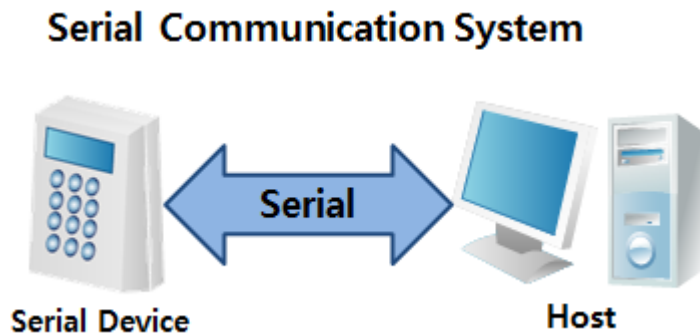 Serial Communication System
Serial
Serial Device
Host